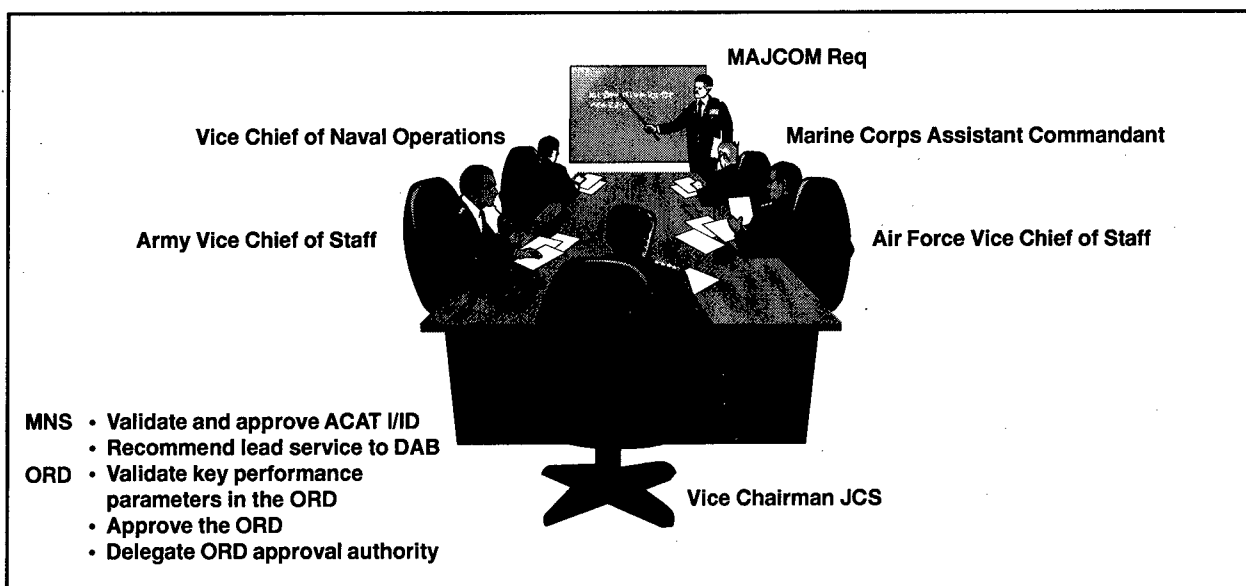 MAJCOM Req
Vice Chief of Naval Operations
Marine Corps Assistant Commandant
Army Vice Chief of Staff
Air Force Vice Chief of Staff
MNS • Validate and approve ACAT I/ID
• Recommend lead service to DAB
ORD • Validate key performance
parameters in the ORD
• Approve the ORD
• Delegate ORD approval authority
Vice Chairman JCS